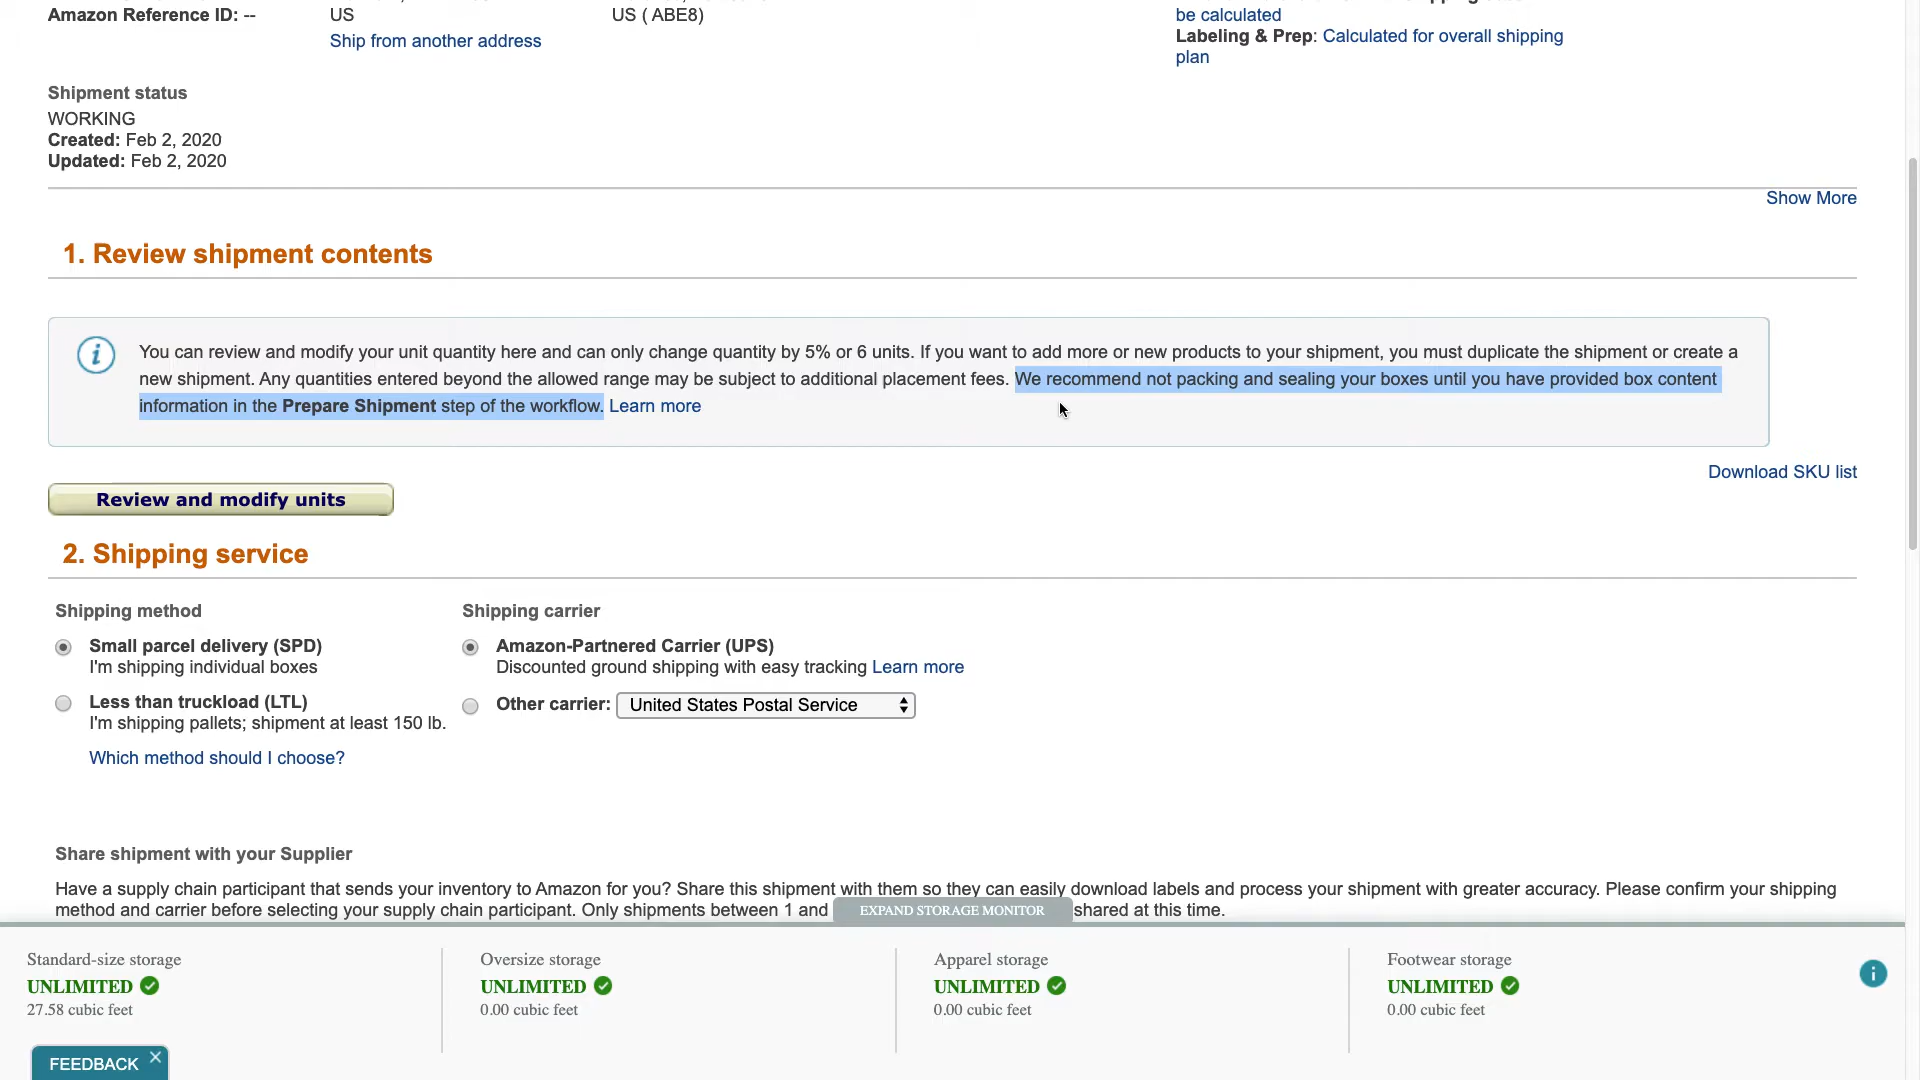 Amazon Reference ID: --
US
US ( ABE8)
be calculated
Ship from another address
Labeling & Prep: Calculated for overall shipping
plan
Shipment status
WORKING
Created: Feb 2, 2020
Updated: Feb 2, 2020
Show More
1. Review shipment contents
You can review and modify your unit quantity here and can only change quantity by 5% or 6 units. If you want to add more or new products to your shipment, you must duplicate the shipment or create a
new shipment. Any quantities entered beyond the allowed range may be subject to additional placement fees. We recommend not packing and sealing your boxes until you have provided box content
information in the Prepare Shipment step of the workflow. Learn more
Download SKU list
Review and modify units
2. Shipping service
Shipping method
Small parcel delivery (SPD)
I'm shipping individual boxes
Less than truckload (LTL)
I'm shipping pallets; shipment at least 150 lb.
Which method should I choose?
Shipping carrier
Amazon-Partnered Carrier (UPS)
Discounted ground shipping with easy tracking Learn more
Other carrier: United States Postal Service
Share shipment with your Supplier
Have a supply chain participant that sends your inventory to Amazon for you? Share this shipment with them so they can easily download labels and process your shipment with greater accuracy. Please confirm your shipping
method and carrier before selecting your supply chain participant. Only shipments between 1 and
EXPAND STORAGE MONITOR
shared at this time.
Standard-size storage
UNLIMITED
27.58 cubic feet
Oversize storage
UNLIMITED
0.00 cubic feet
Apparel storage
UNLIMITED
0.00 cubic feet
Footwear storage
UNLIMITED
0.00 cubic feet
FEEDBACK